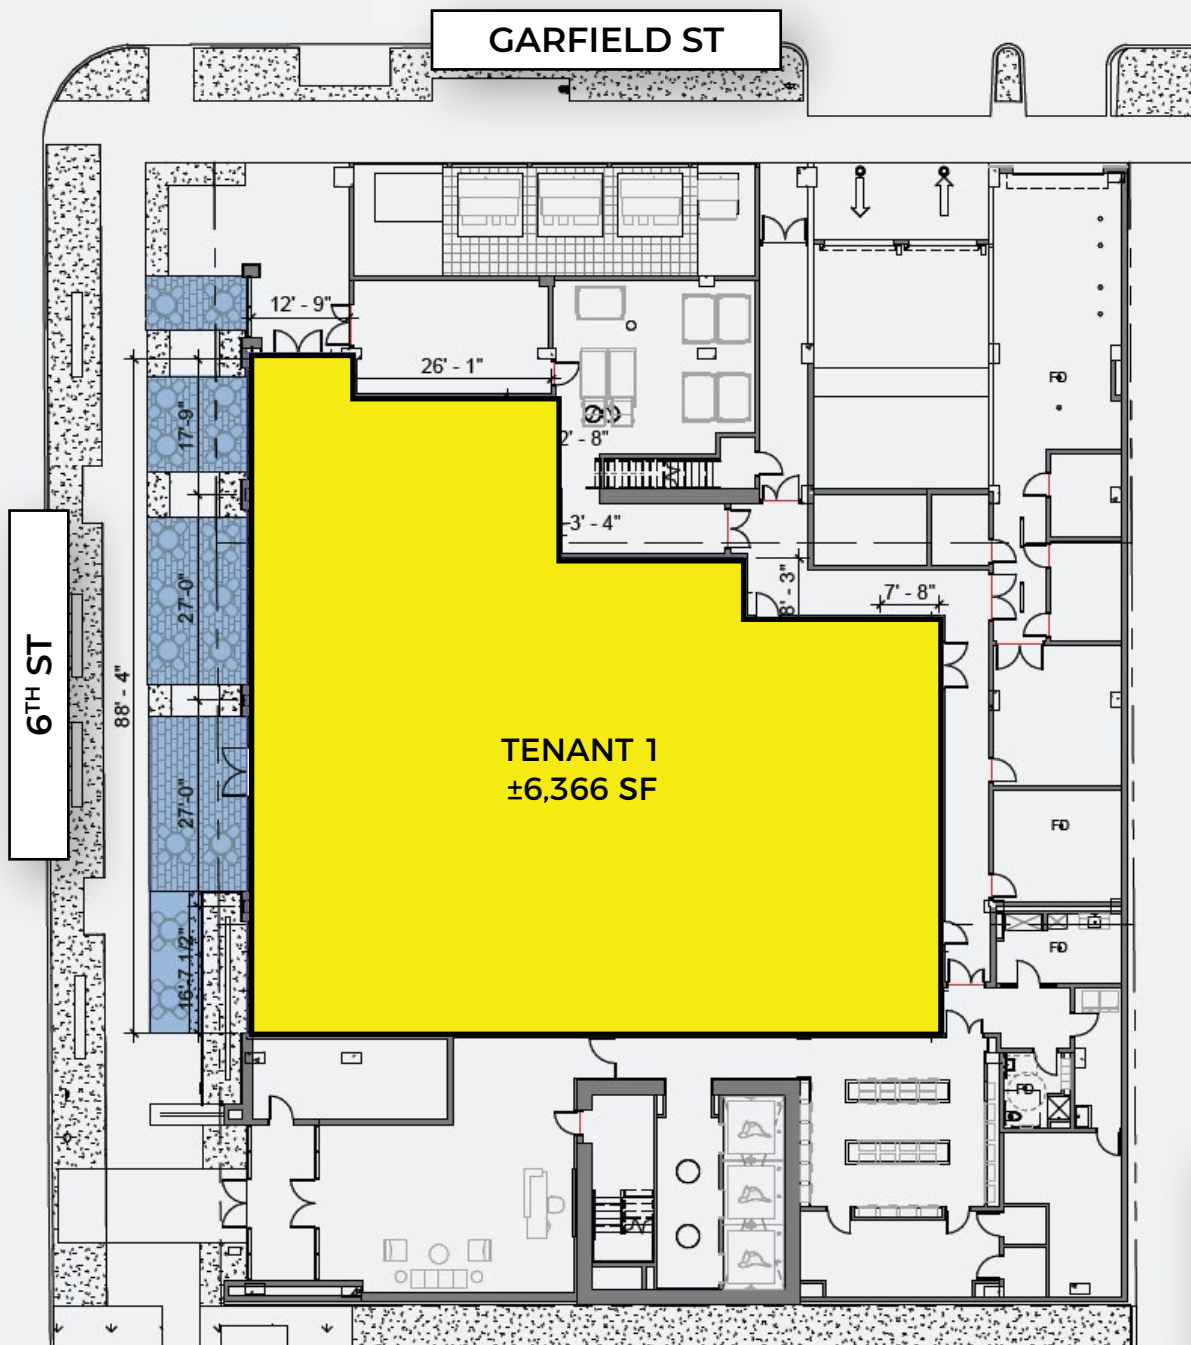 GARFIELD ST
12' - 9"
26' - 1"
FD
17'-9"
2' - 8"
3' - 4"
8' - 3"
7' - 8"
27'-0"
6TH ST
88' - 4"
TENANT 1
±6,366 SF
27'-0"
FD
16'-7 1/2"
FD
FD